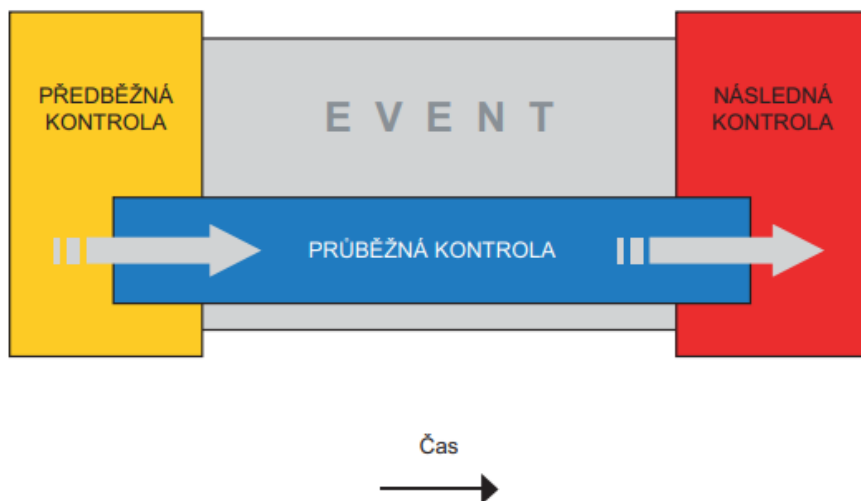 PŘEDBĚŽNÁ
KONTROLA
E V E N T
NÁSLEDNÁ
KONTROLA
PRŮBĚŽNÁ KONTROLA
Čas